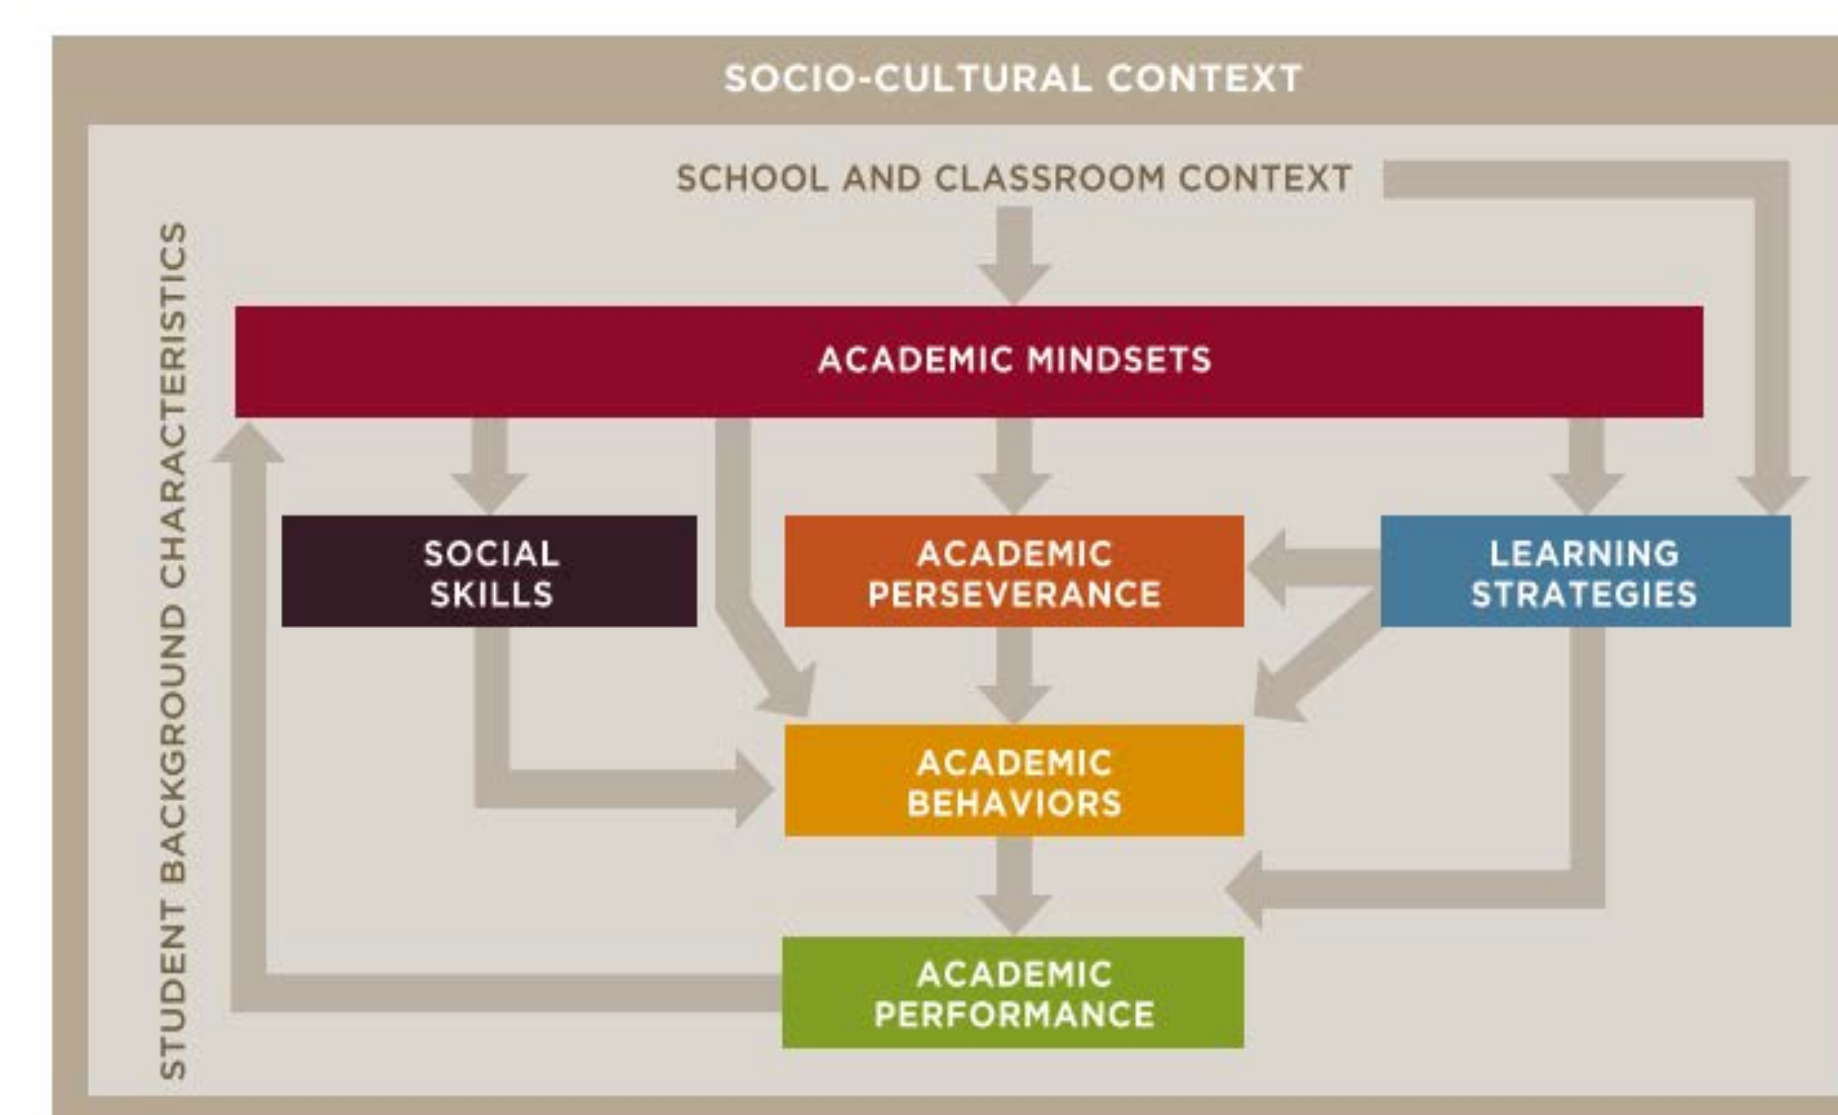 SOCIO-CULTURAL CONTEXT
SCHOOL AND CLASSROOM CONTEXT
STUDENT BACKGROUND CHARACTERISTICS
ACADEMIC MINDSETS
SOCIAL
SKILLS
ACADEMIC
PERSEVERANCE
LEARNING
STRATEGIES
ACADEMIC
BEHAVIORS
ACADEMIC
PERFORMANCE